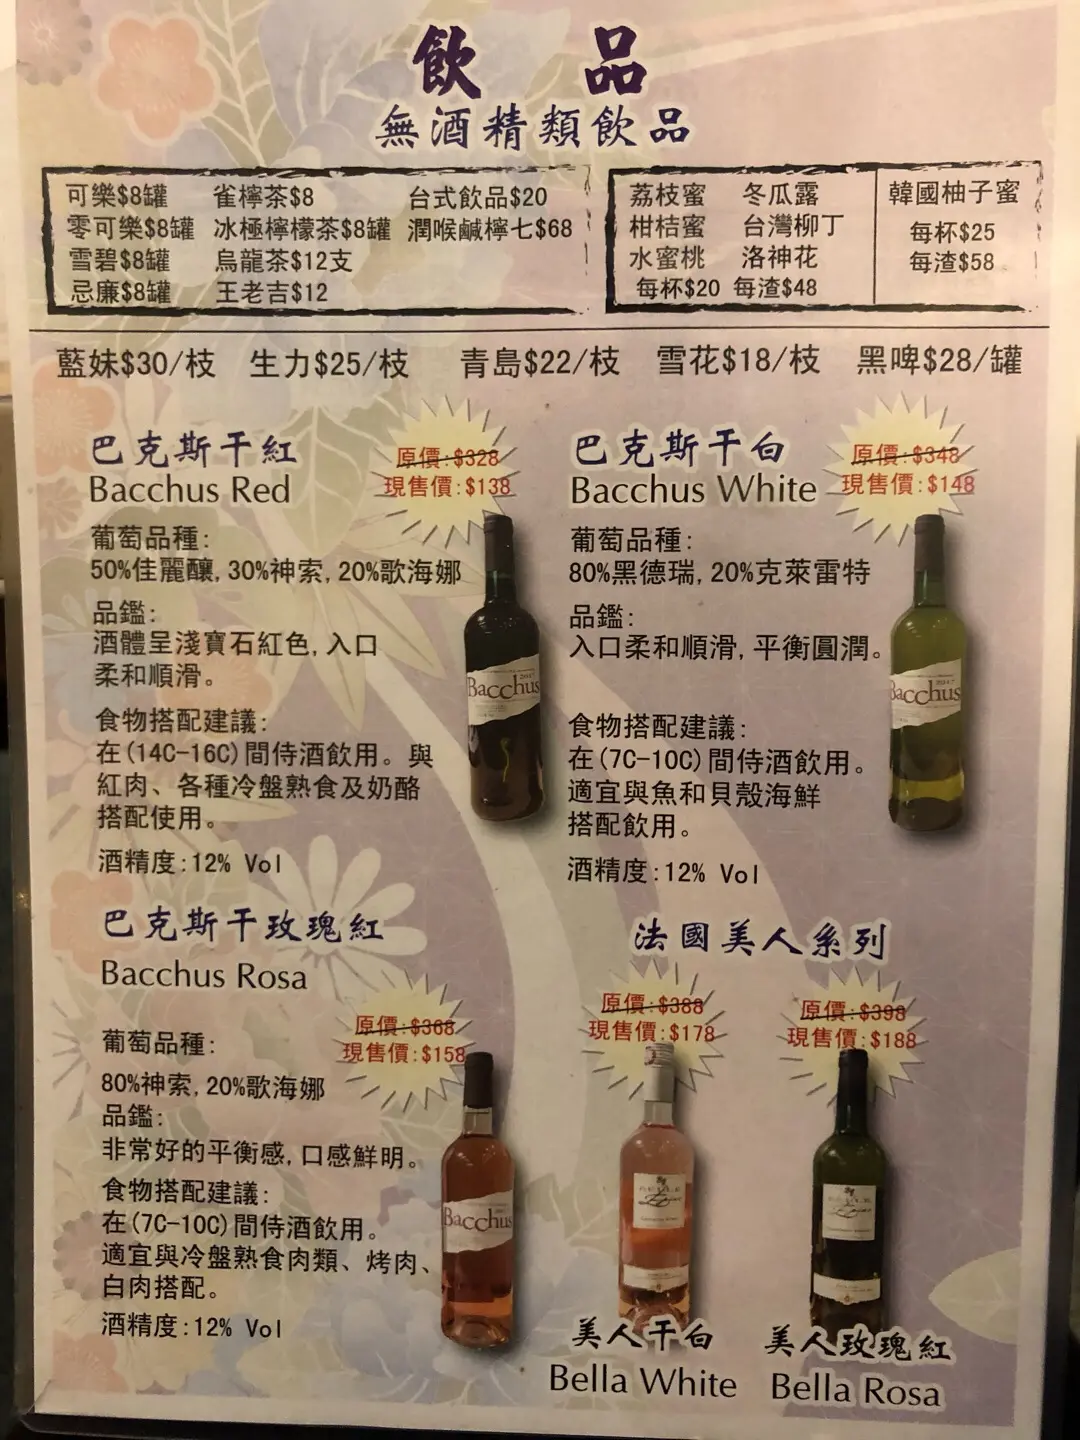 飲 品
無酒精類飲品
可樂$8罐 雀檸茶$8 台式飲品$20
零可樂$8罐 冰極檸檬茶$8罐 潤喉鹹檸七$68
雪碧$8罐 烏龍茶$12支
忌廉$8罐 王老吉$12
荔枝蜜 冬瓜露
柑桔蜜 台灣柳丁
水蜜桃 洛神花
每杯$20 每渣$48
韓國柚子蜜
每杯$25
每渣$58
藍妹$30/枝 生力$25/枝 青島$22/枝 雪花$18/枝 黑啤$28/罐
巴克斯干紅
Bacchus Red
原價:$328
現售價:$138
葡萄品種:
50%佳麗釀,30%神索,20%歌海娜
品鑑:
酒體呈淺寶石紅色,入口
柔和順滑。
食物搭配建議:
在(14C-16C)間侍酒飲用。與
紅肉、各種冷盤熟食及奶酪
搭配使用。
酒精度:12% Vol
Bacchus
巴克斯干白
Bacchus White
原價:$348
現售價:$148
葡萄品種:
80%黑德瑞,20%克萊雷特
品鑑:
入口柔和順滑,平衡圓潤。
食物搭配建議:
在(7C-10C)間侍酒飲用。
適宜與魚和貝殼海鮮
搭配飲用。
酒精度:12% Vol
Bacchus
巴克斯干玫瑰紅
Bacchus Rosa
原價:$368
現售價:$158
葡萄品種:
80%神索,20%歌海娜
品鑑:
非常好的平衡感,口感鮮明。
食物搭配建議:
在(7C-10C)間侍酒飲用。
適宜與冷盤熟食肉類、烤肉、
白肉搭配。
酒精度:12% Vol
Bacchus
法國美人系列
原價:$388
現售價:$178
原價:$398
現售價:$188
美人干白
Bella White
美人玫瑰紅
Bella Rosa